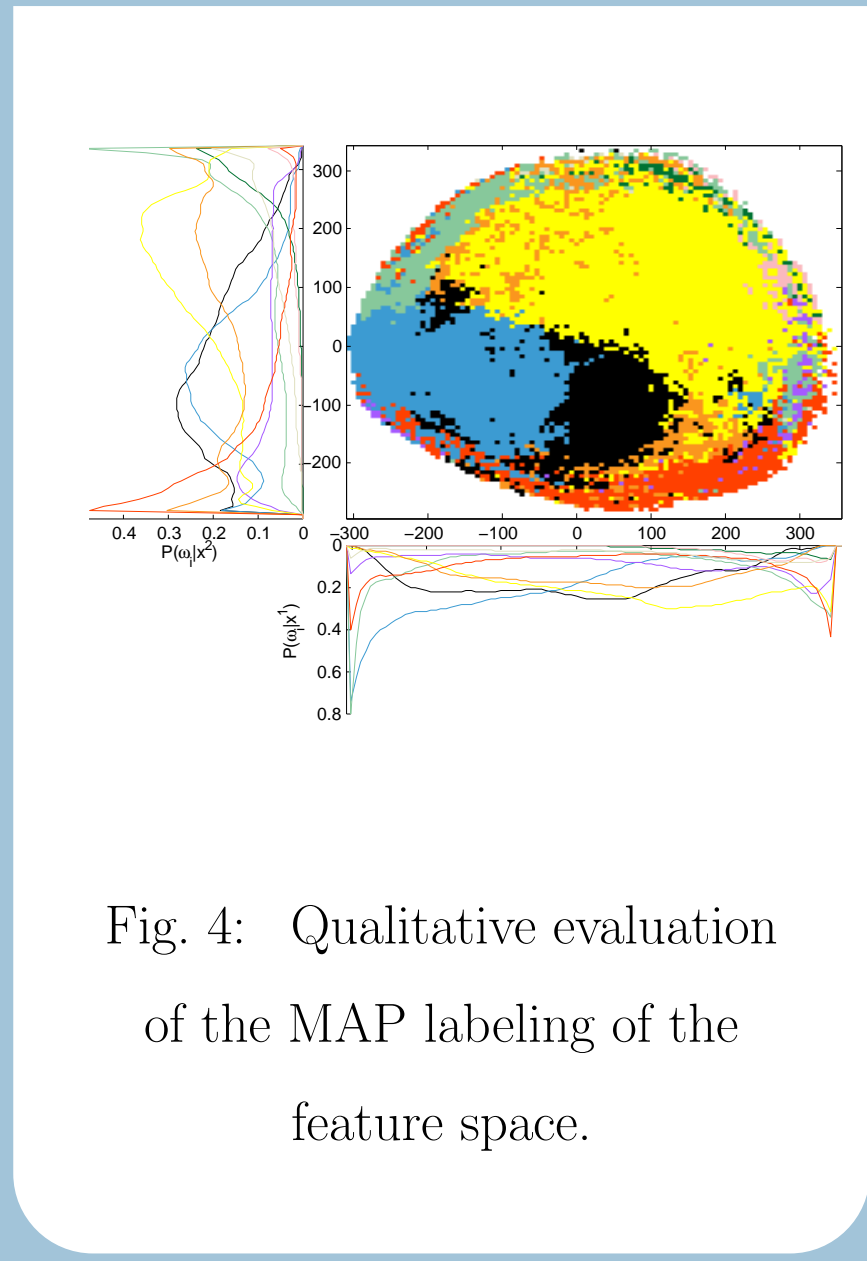 300
200
100
0
−100
−200
0.4 0.3 0.2 0.1 0
P(ωi|x²)
−300 −200 −100 0 100 200 300
0
0.2
0.4
0.6
0.8
P(ωi|x¹)
Fig. 4: Qualitative evaluation
of the MAP labeling of the
feature space.